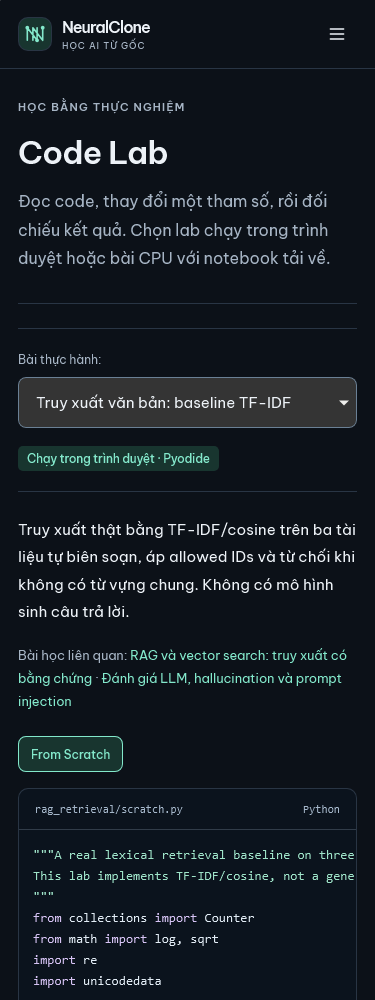 NeuralClone
HỌC AI TỪ GỐC
HỌC BẰNG THỰC NGHIỆM
Code Lab
Đọc code, thay đổi một tham số, rồi đối
chiếu kết quả. Chọn lab chạy trong trình
duyệt hoặc bài CPU với notebook tải về.
Bài thực hành:
Truy xuất văn bản: baseline TF-IDF
Chạy trong trình duyệt · Pyodide
Truy xuất thật bằng TF-IDF/cosine trên ba tài
liệu tự biên soạn, áp allowed IDs và từ chối khi
không có từ vựng chung. Không có mô hình
sinh câu trả lời.
Bài học liên quan: RAG và vector search: truy xuất có
bằng chứng · Đánh giá LLM, hallucination và prompt
injection
From Scratch
rag_retrieval/scratch.py Python
"""A real lexical retrieval baseline on three
This lab implements TF-IDF/cosine, not a gene
"""
from collections import Counter
from math import log, sqrt
import re
import unicodedata